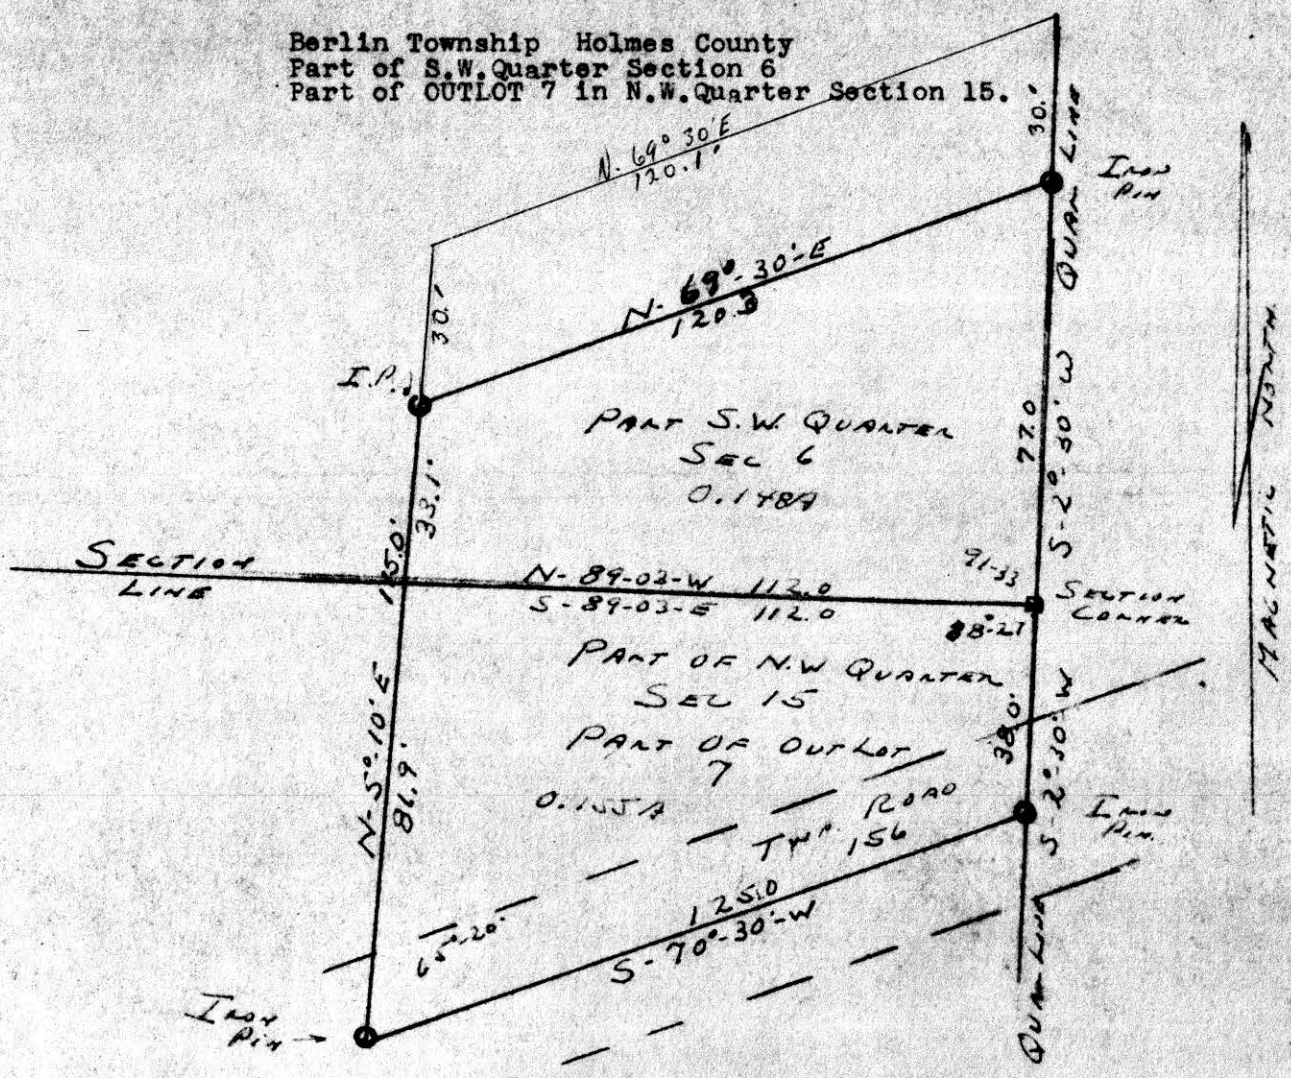 Berlin Township Holmes County
Part of S.W.Quarter Section 6
Part of OUTLOT 7 in N.W.Quarter Section 15.
30.'
QUAR LINE
N. 69° 30'E
120.1'
IRON
PIN
N- 69°-30'-E
120.3
30.'
I.P.
PART S.W. QUARTER
SEC 6
0.148A
77.0
S-2°-30' W
33.1'
115.0'
SECTION
LINE
N-89-03-W 112.0
S-89-03-E 112.0
91-33
88-27
SECTION
CORNER
MAGNETIC NORTH
PART OF N.W QUARTER
SEC 15
PART OF OUTLOT
7
0.155A
N-5°-10' E
81.9'
38.0'
S-2°-30'-W
TWP. ROAD
156
IRON
PIN.
65°-20'
125.0
S-70°-30'-W
IRON
PIN
QUAR LINE